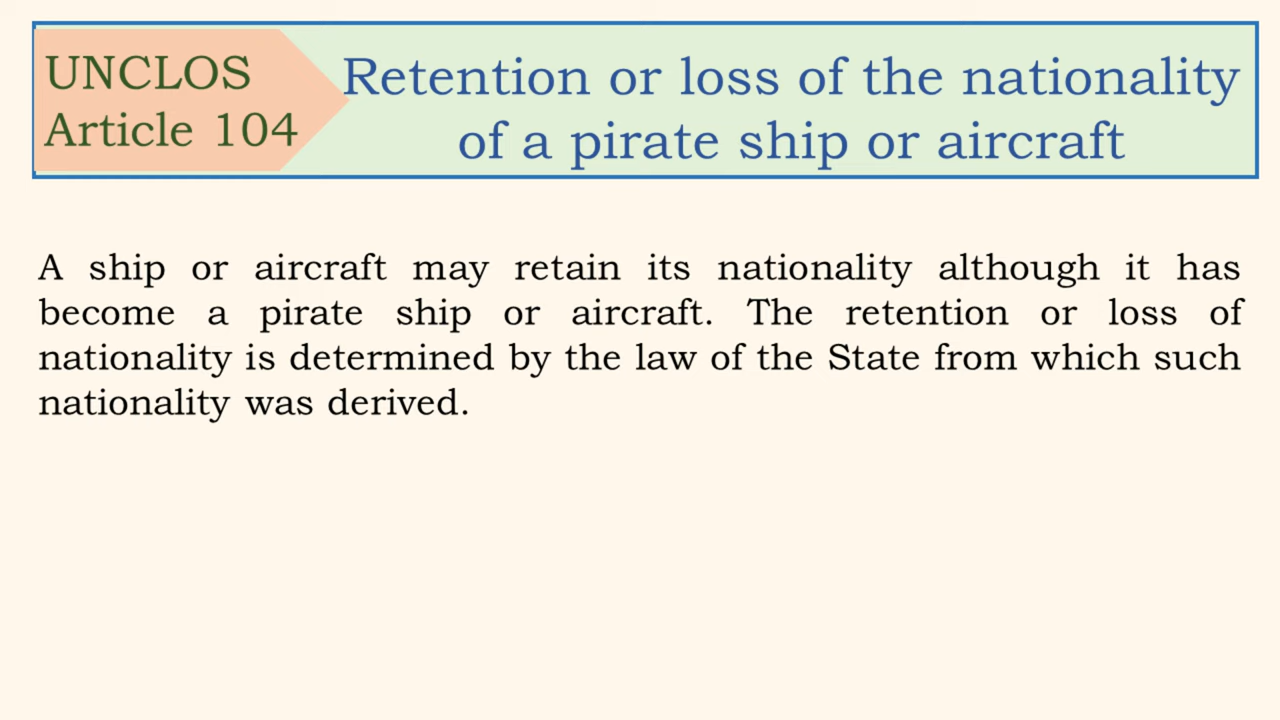 UNCLOS
Article 104
Retention or loss of the nationality
of a pirate ship or aircraft
A ship or aircraft may retain its nationality although it has
become a pirate ship or aircraft. The retention or loss of
nationality is determined by the law of the State from which such
nationality was derived.